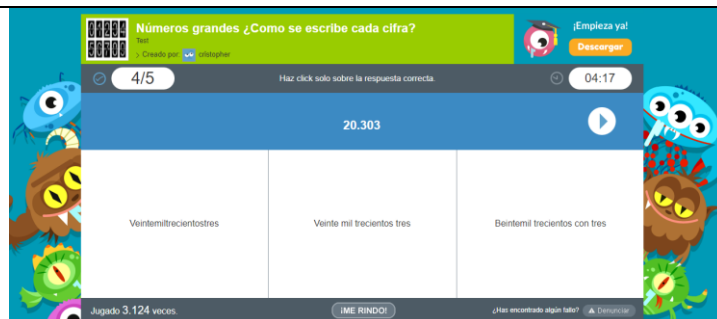 01234
56789
Números grandes ¿Como se escribe cada cifra?
Test
> Creado por: cristopher
¡Empieza ya!
Descargar
4/5
Haz click solo sobre la respuesta correcta.
04:17
20.303
Veintemiltrecientostres
Veinte mil trecientos tres
Beintemil trecientos con tres
Jugado 3.124 veces.
¡ME RINDO!
¿Has encontrado algún fallo?
Denunciar